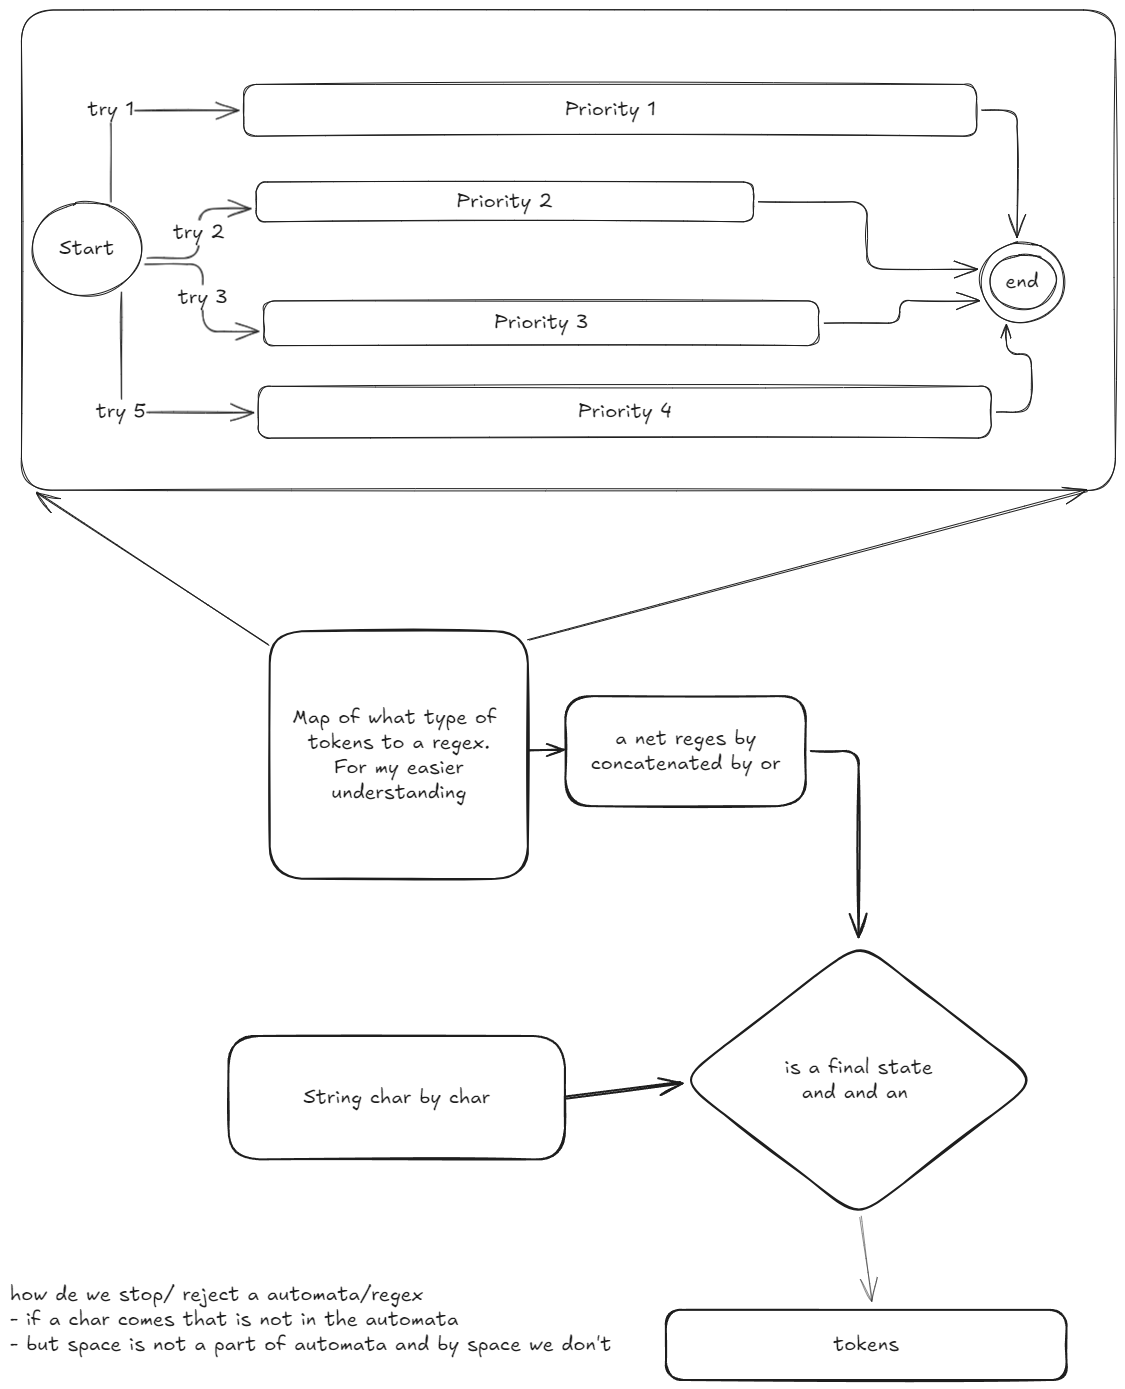 try 1
Priority 1
Priority 2
try 2
Start
end
try 3
Priority 3
try 5
Priority 4
Map of what type of
tokens to a regex.
For my easier
understanding
a net reges by
concatenated by or
is a final state
and and an
String char by char
how de we stop/ reject a automata/regex
- if a char comes that is not in the automata
- but space is not a part of automata and by space we don't
tokens